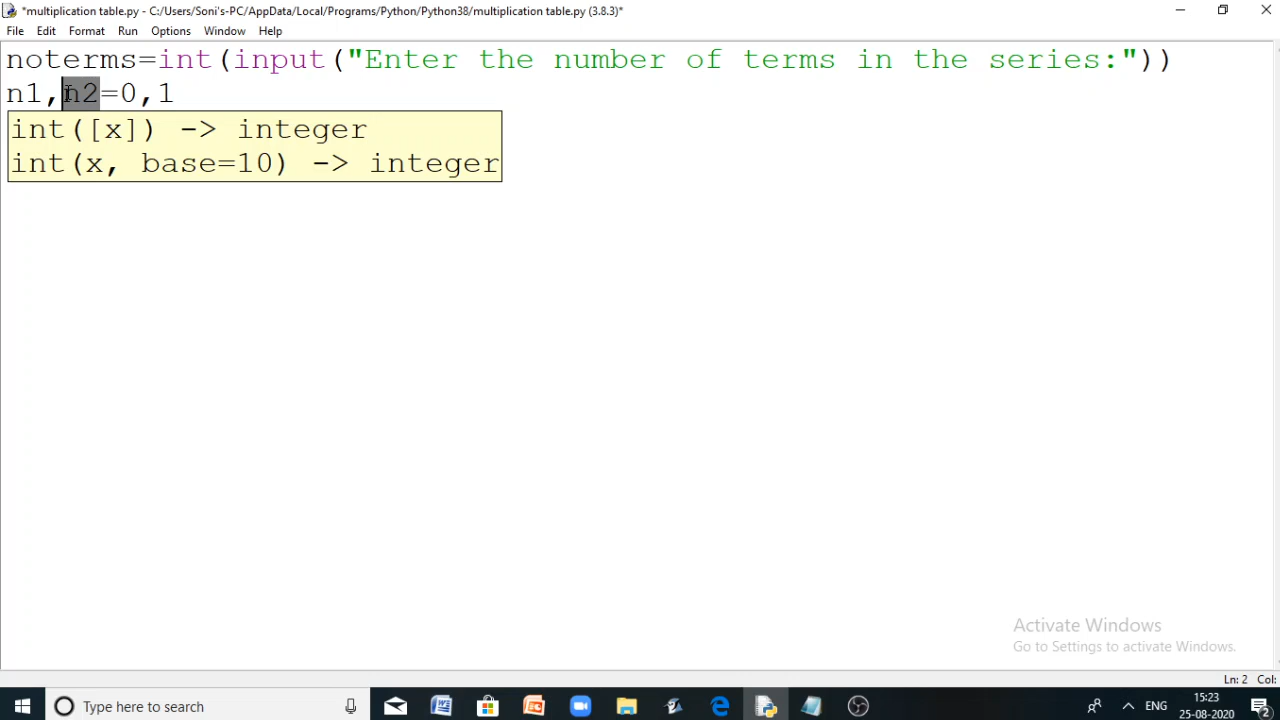 *multiplication table.py - C:/Users/Soni's-PC/AppData/Local/Programs/Python/Python38/multiplication table.py (3.8.3)*
File Edit Format Run Options Window Help
noterms=int(input("Enter the number of terms in the series:"))
n1,n2=0,1
int([x]) -> integer
int(x, base=10) -> integer
Activate Windows
Go to Settings to activate Windows.
Ln: 2 Col:
Type here to search
ENG
15:23
25-08-2020
2